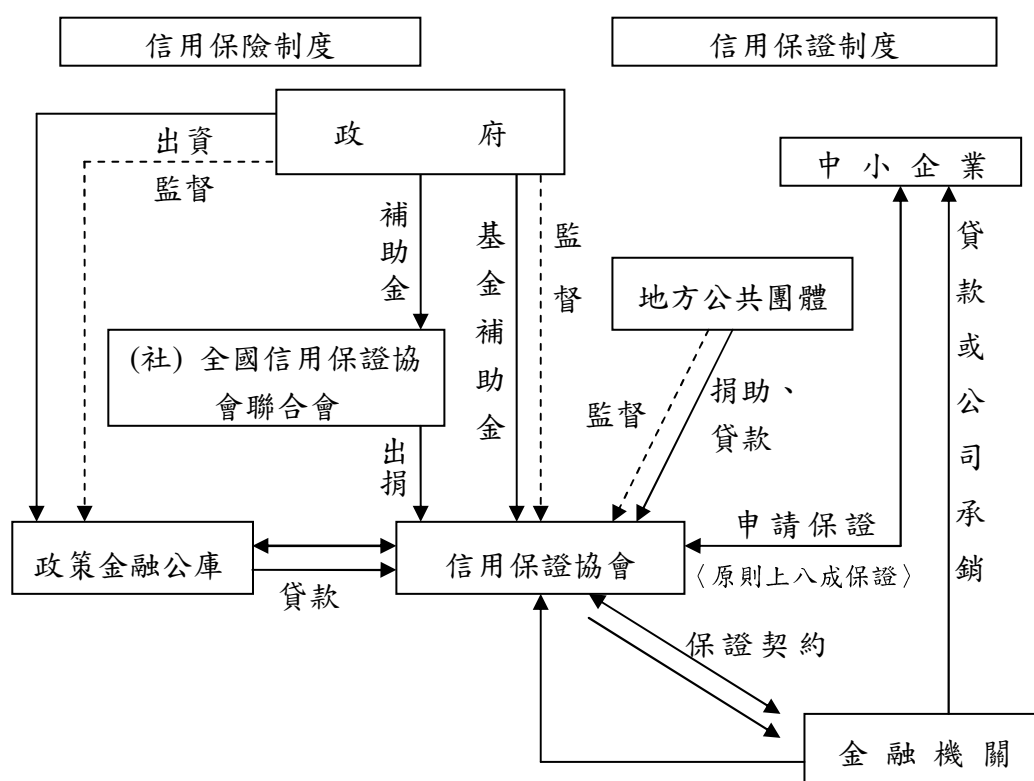 信用保險制度
信用保證制度
政府
出資
監督
中小企業
補助金
基金補助金
監督
貸款或公司承銷
地方公共團體
(社) 全國信用保證協
會聯合會
捐助、
貸款
監督
出捐
申請保證
政策金融公庫
信用保證協會
〈原則上八成保證〉
貸款
保證契約
金融機關